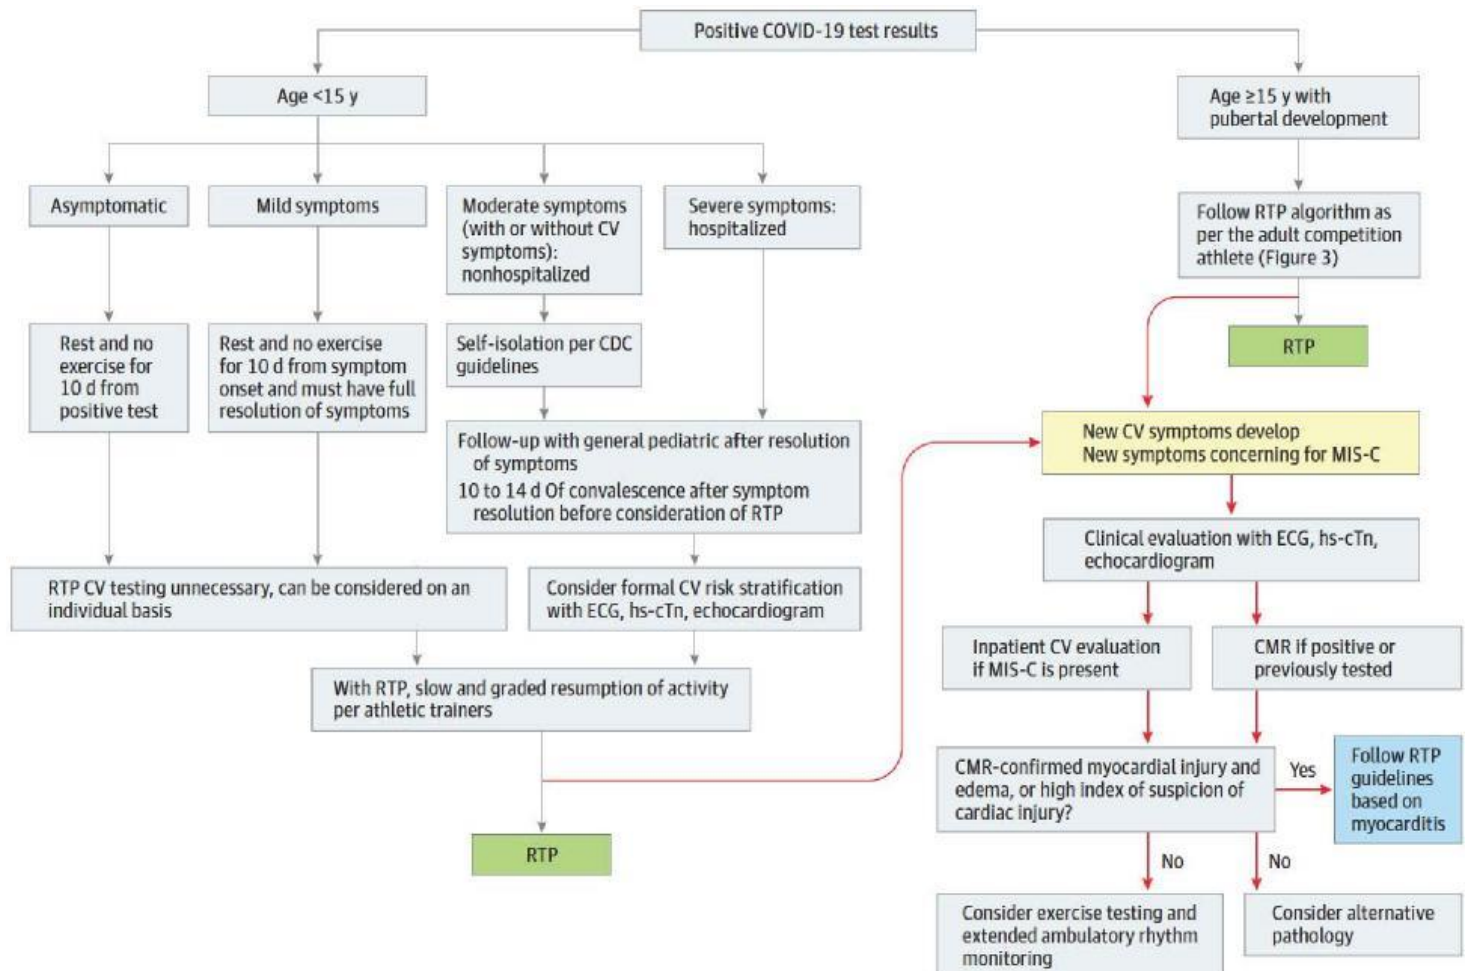 Positive COVID-19 test results
Age <15 y
Age ≥15 y with
pubertal development
Asymptomatic
Mild symptoms
Moderate symptoms
(with or without CV
symptoms):
nonhospitalized
Severe symptoms:
hospitalized
Follow RTP algorithm as
per the adult competition
athlete (Figure 3)
Rest and no
exercise for
10 d from
positive test
Rest and no exercise
for 10 d from symptom
onset and must have full
resolution of symptoms
Self-isolation per CDC
guidelines
RTP
Follow-up with general pediatric after resolution
of symptoms
10 to 14 d Of convalescence after symptom
resolution before consideration of RTP
New CV symptoms develop
New symptoms concerning for MIS-C
Clinical evaluation with ECG, hs-cTn,
echocardiogram
RTP CV testing unnecessary, can be considered on an
individual basis
Consider formal CV risk stratification
with ECG, hs-cTn, echocardiogram
Inpatient CV evaluation
if MIS-C is present
CMR if positive or
previously tested
With RTP, slow and graded resumption of activity
per athletic trainers
CMR-confirmed myocardial injury and
edema, or high index of suspicion of
cardiac injury?
Yes
Follow RTP
guidelines
based on
myocarditis
RTP
No
No
Consider exercise testing and
extended ambulatory rhythm
monitoring
Consider alternative
pathology